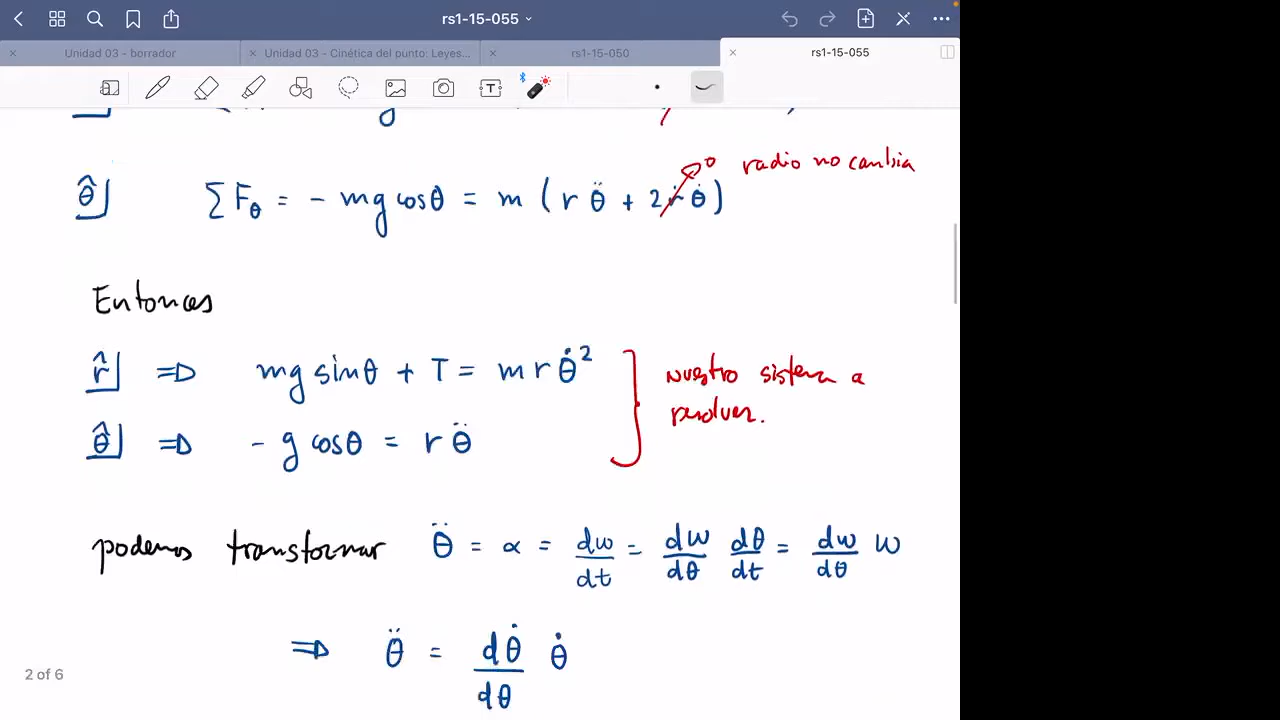 rs1-15-055
Unidad 03 - borrador
Unidad 03 - Cinética del punto: Leyes...
rs1-15-050
rs1-15-055
radio no cambia
θ̂] ∑ F_θ = - mg cosθ = m ( r θ̈ + 2 ṙ θ̇ ) 0
Entonces
r̂] ⇒ mg sinθ + T = m r θ̇²
θ̂] ⇒ - g cosθ = r θ̈
nuestro sistema a
resolver.
podemos transformar θ̈ = α = dω/dt = dω/dθ dθ/dt = dω/dθ ω
⇒ θ̈ = dθ̇/dθ θ̇
2 of 6